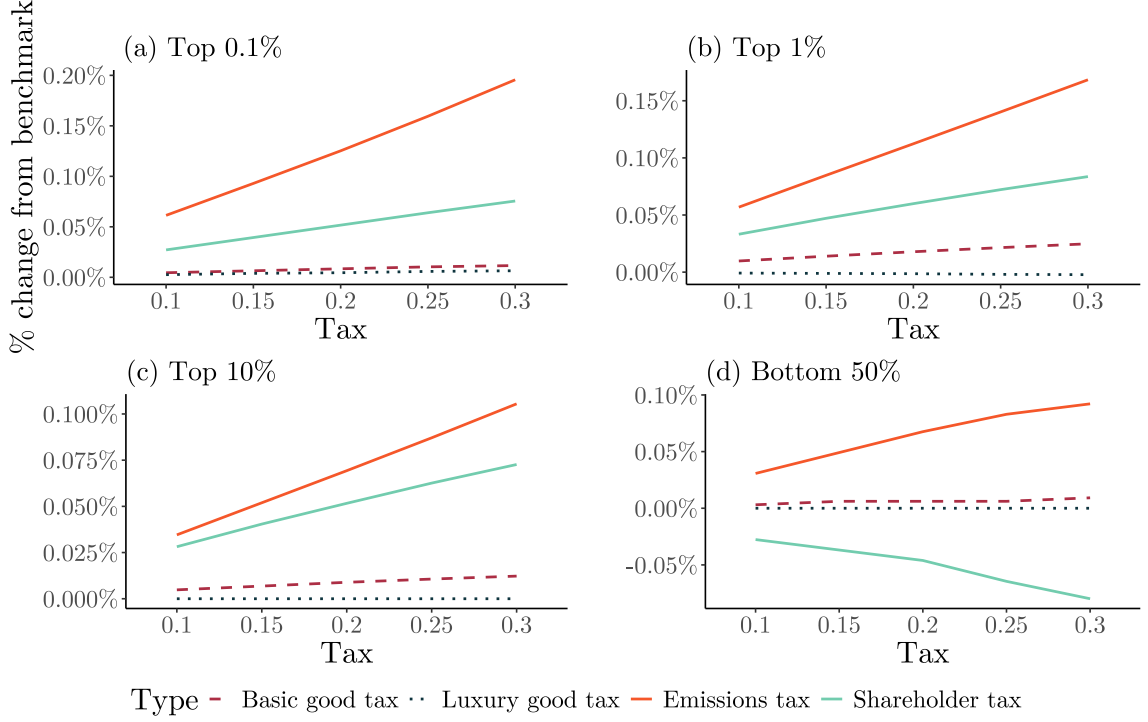 % change from benchmark
(a) Top 0.1%
0.20%
0.15%
0.10%
0.05%
0.00%
0.1 0.15 0.2 0.25 0.3
Tax
(b) Top 1%
0.15%
0.10%
0.05%
0.00%
0.1 0.15 0.2 0.25 0.3
Tax
(c) Top 10%
0.100%
0.075%
0.050%
0.025%
0.000%
0.1 0.15 0.2 0.25 0.3
Tax
(d) Bottom 50%
0.10%
0.05%
0.00%
-0.05%
0.1 0.15 0.2 0.25 0.3
Tax
Type Basic good tax Luxury good tax Emissions tax Shareholder tax